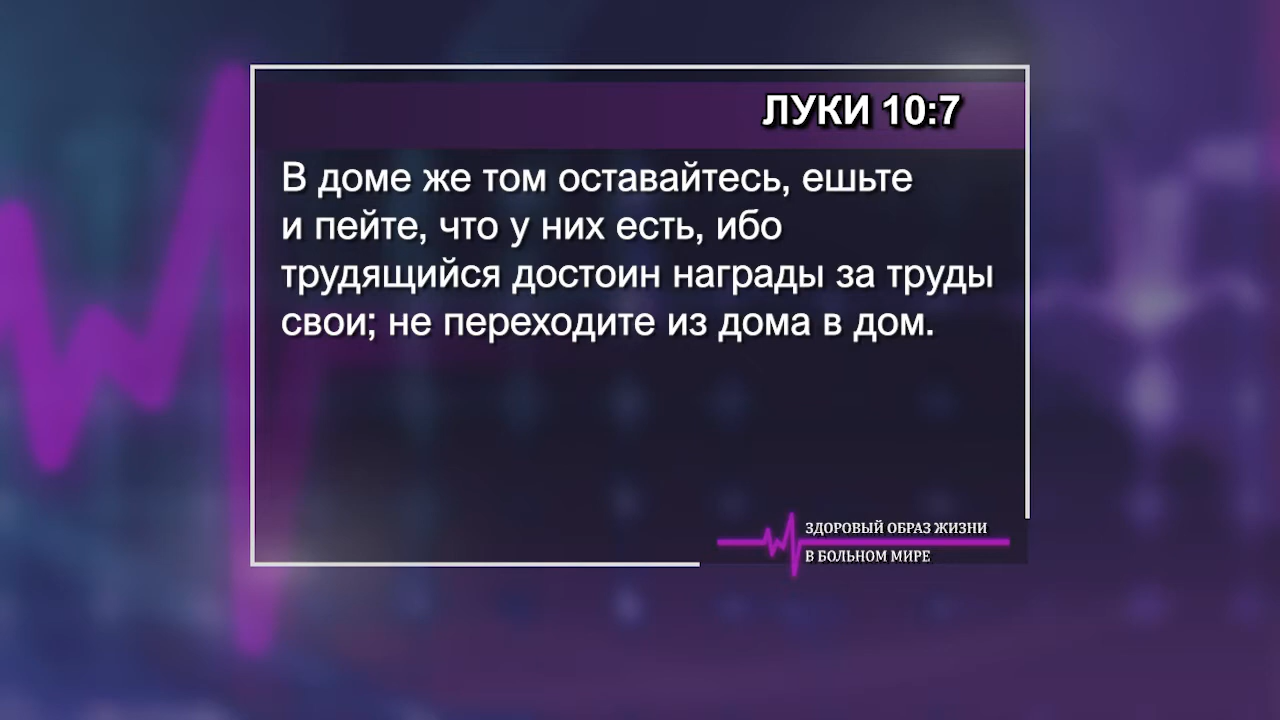 ЛУКИ 10:7
В доме же том оставайтесь, ешьте
и пейте, что у них есть, ибо
трудящийся достоин награды за труды
свои; не переходите из дома в дом.
ЗДОРОВЫЙ ОБРАЗ ЖИЗНИ
В БОЛЬНОМ МИРЕ